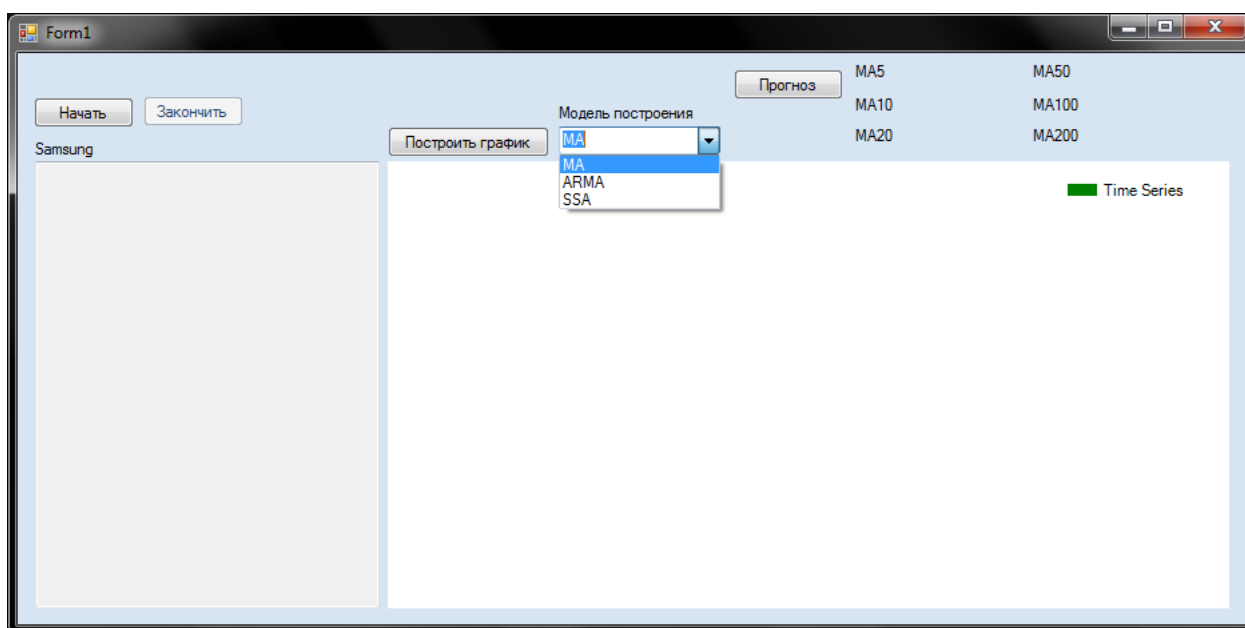 Form1
MA5 MA50
Прогноз
Начать Закончить Модель построения MA10 MA100
Построить график MA MA20 MA200
Samsung
MA
ARMA
SSA
Time Series